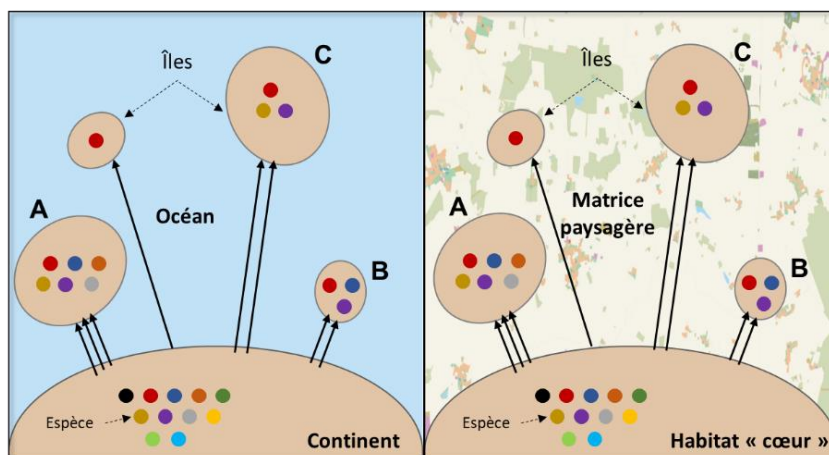 Îles
C
A
Océan
B
Espèce
Continent
Îles
C
A
Matrice
paysagère
B
Espèce
Habitat « cœur »